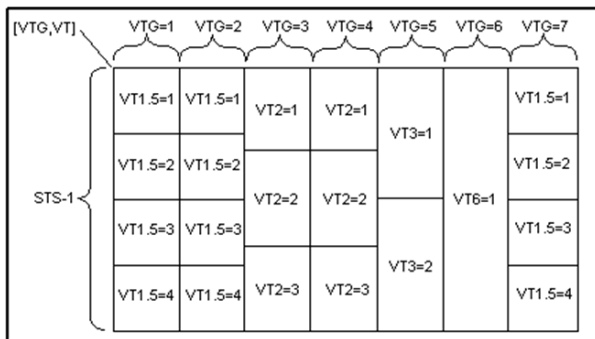 [VTG,VT] VTG=1 VTG=2 VTG=3 VTG=4 VTG=5 VTG=6 VTG=7
VT1.5=1 VT1.5=1 VT2=1 VT2=1 VT3=1 VT1.5=1
VT1.5=2 VT1.5=2 VT1.5=2
STS-1 VT2=2 VT2=2 VT6=1
VT1.5=3 VT1.5=3 VT1.5=3
VT3=2
VT1.5=4 VT1.5=4 VT2=3 VT2=3 VT1.5=4